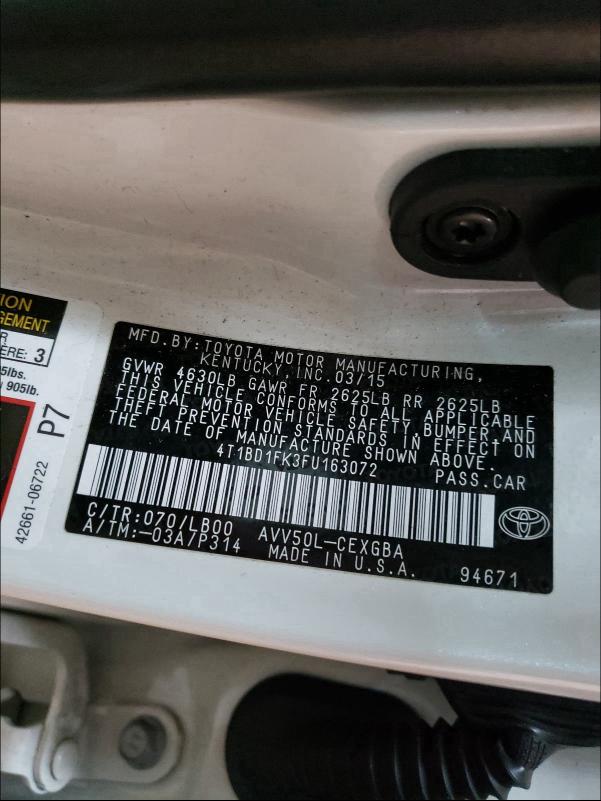 ION
GEMENT
R
ERE: 3
5lbs.
905lb.
P7
42661-06722
MFD.BY:TOYOTA MOTOR MANUFACTURING,
KENTUCKY, INC.03/15
GVWR 4630LB GAWR FR 2625LB RR 2625LB
THIS VEHICLE CONFORMS TO ALL APPLICABLE
FEDERAL MOTOR VEHICLE SAFETY,BUMPER,AND
THEFT PREVENTION STANDARDS IN EFFECT ON
THE DATE OF MANUFACTURE SHOWN ABOVE.
4T1BD1FK3FU163072 PASS.CAR
C/TR:070/LB00 AVV50L-CEXGBA
A/TM:-03A/P314 MADE IN U.S.A. 94671